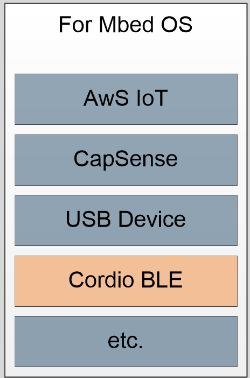 For Mbed OS
AwS IoT
CapSense
USB Device
Cordio BLE
etc.